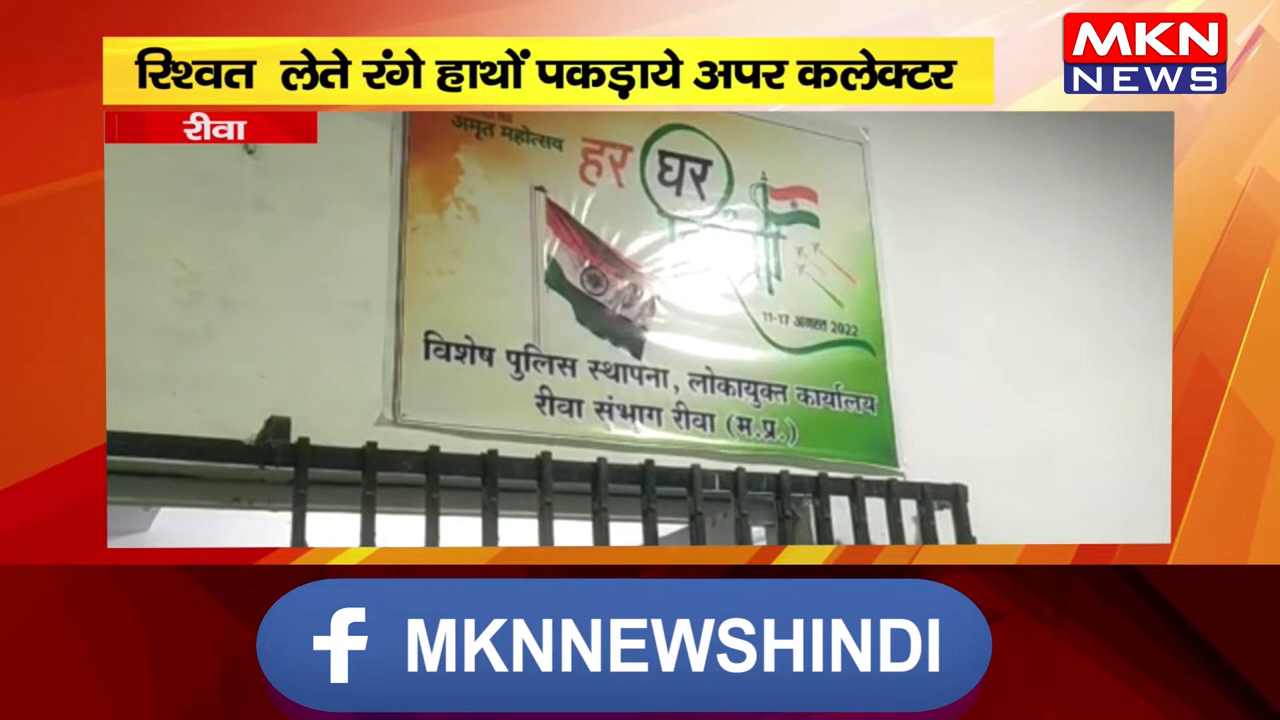 रिश्वत लेते रंगे हाथों पकड़ाये अपर कलेक्टर
MKN
NEWS
रीवा
अमृत महोत्सव
हर घर
11-17 अगस्त 2022
विशेष पुलिस स्थापना, लोकायुक्त कार्यालय
रीवा संभाग रीवा (म.प्र.)
f MKNNEWSHINDI